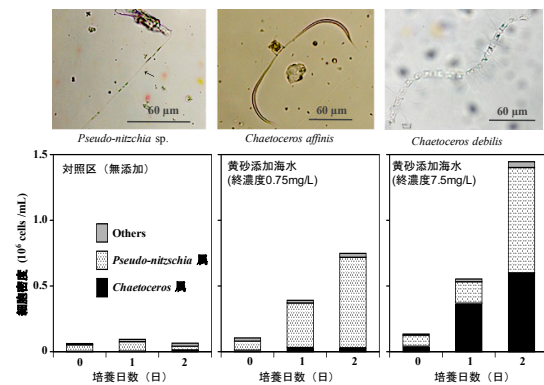 60 µm
60 µm
60 µm
Pseudo-nitzchia sp.
Chaetoceros affinis
Chaetoceros debilis
細胞密度 (10⁶ cells /mL)
1.5
1.0
0.5
0
対照区（無添加）
Others
Pseudo-nitzschia 属
Chaetoceros 属
0 1 2
培養日数（日）
黄砂添加海水
(終濃度0.75mg/L)
0 1 2
培養日数（日）
黄砂添加海水
(終濃度7.5mg/L)
0 1 2
培養日数（日）